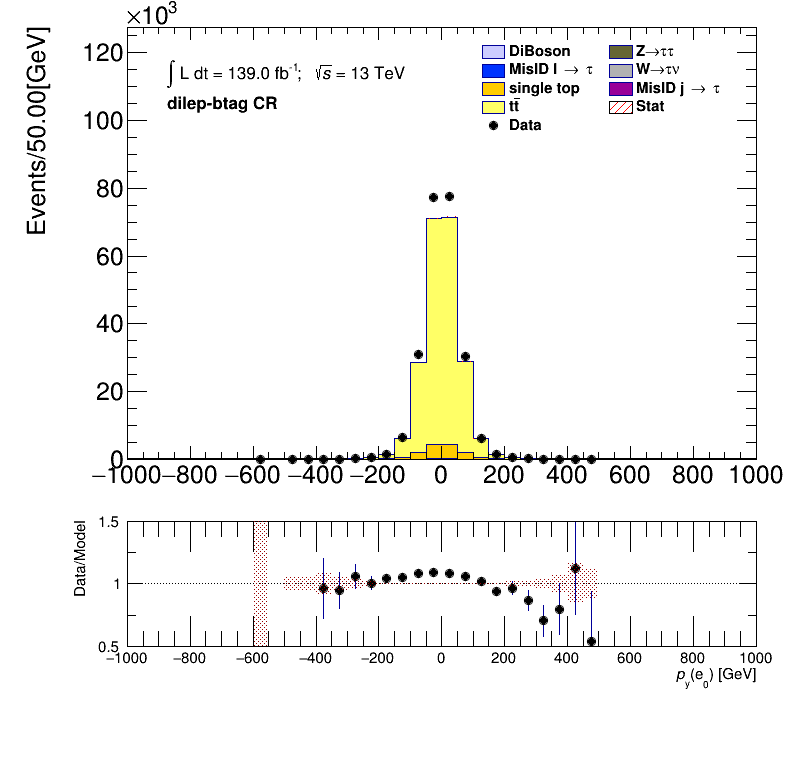 ×10³
Events/50.00[GeV]
120
100
80
60
40
20
0
∫ L dt = 139.0 fb⁻¹; √s = 13 TeV
dilep-btag CR
DiBoson
MisID l → τ
single top
tt̄
Data
Z→ττ
W→τν
MisID j → τ
Stat
−1000 −800 −600 −400 −200 0 200 400 600 800 1000
Data/Model
1.5
1
0.5
−1000 −800 −600 −400 −200 0 200 400 600 800 1000
p_y(e_0) [GeV]